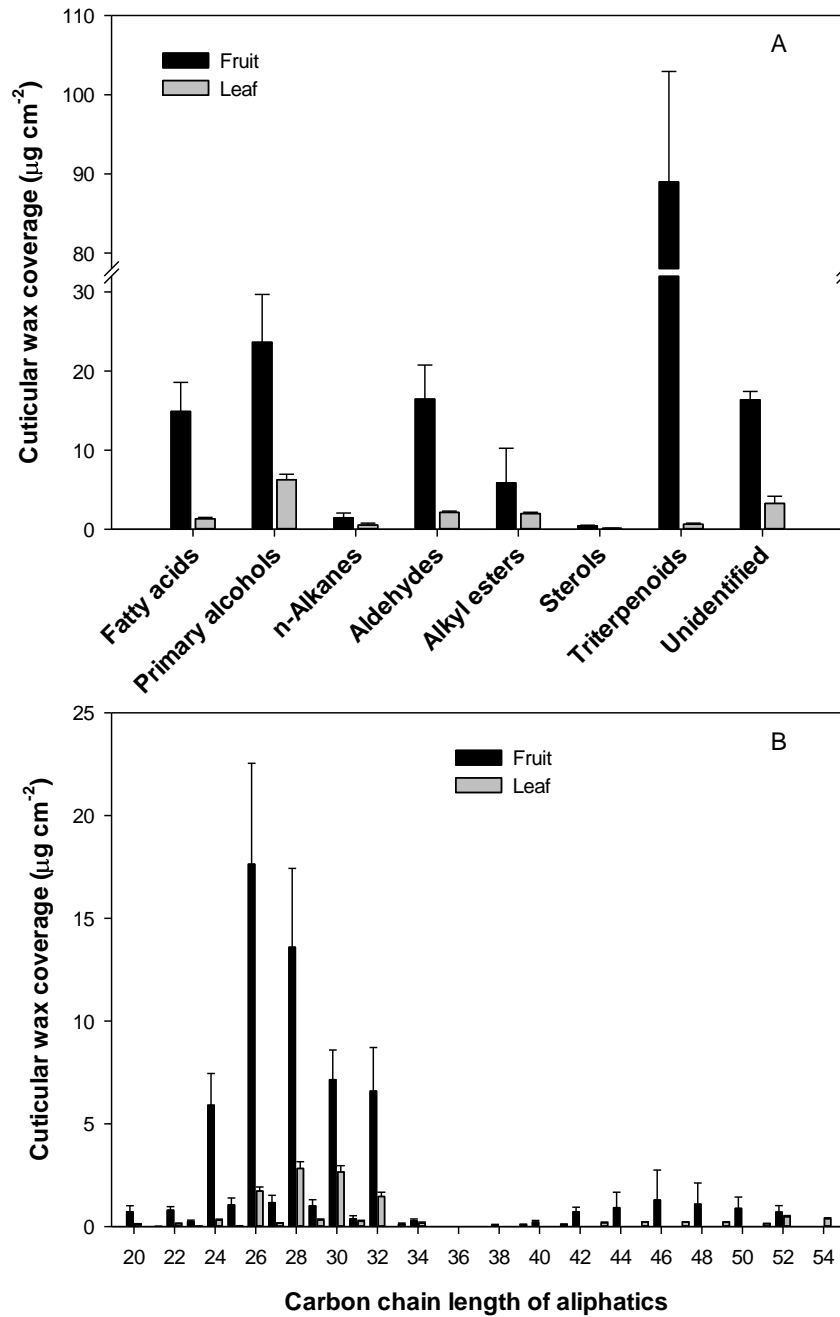 A
Fruit
Leaf
110
100
90
80
30
20
10
0
Cuticular wax coverage (μg cm-2)
Fatty acids
Primary alcohols
n-Alkanes
Aldehydes
Alkyl esters
Sterols
Triterpenoids
Unidentified
B
Fruit
Leaf
25
20
15
10
5
0
Cuticular wax coverage (μg cm-2)
20 22 24 26 28 30 32 34 36 38 40 42 44 46 48 50 52 54
Carbon chain length of aliphatics